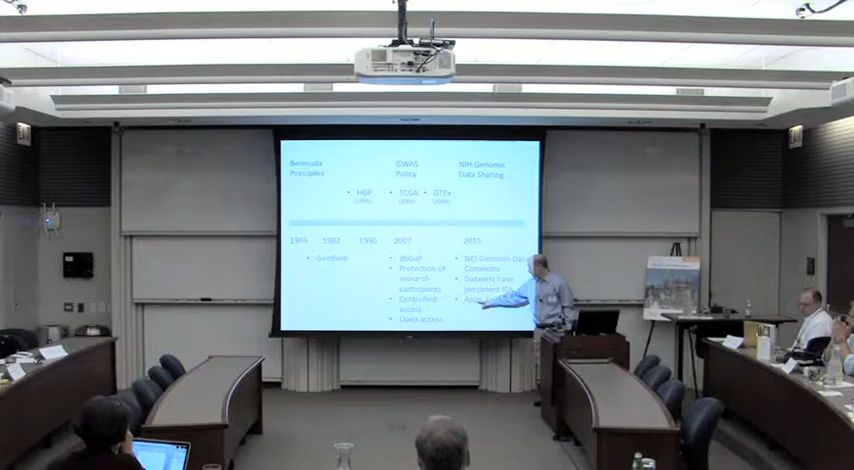 Bermuda
Principles
GWAS
Policy
NIH Genomic
Data Sharing
• HGP
• TCGA
• GTEx
1982
1990
2007
2015
• GenBank
• dbGaP
• Protection of
research
participants
• Controlled
access
• Open access
• NCI Genomic Data
Commons
• Datasets have
persistent IDs
•